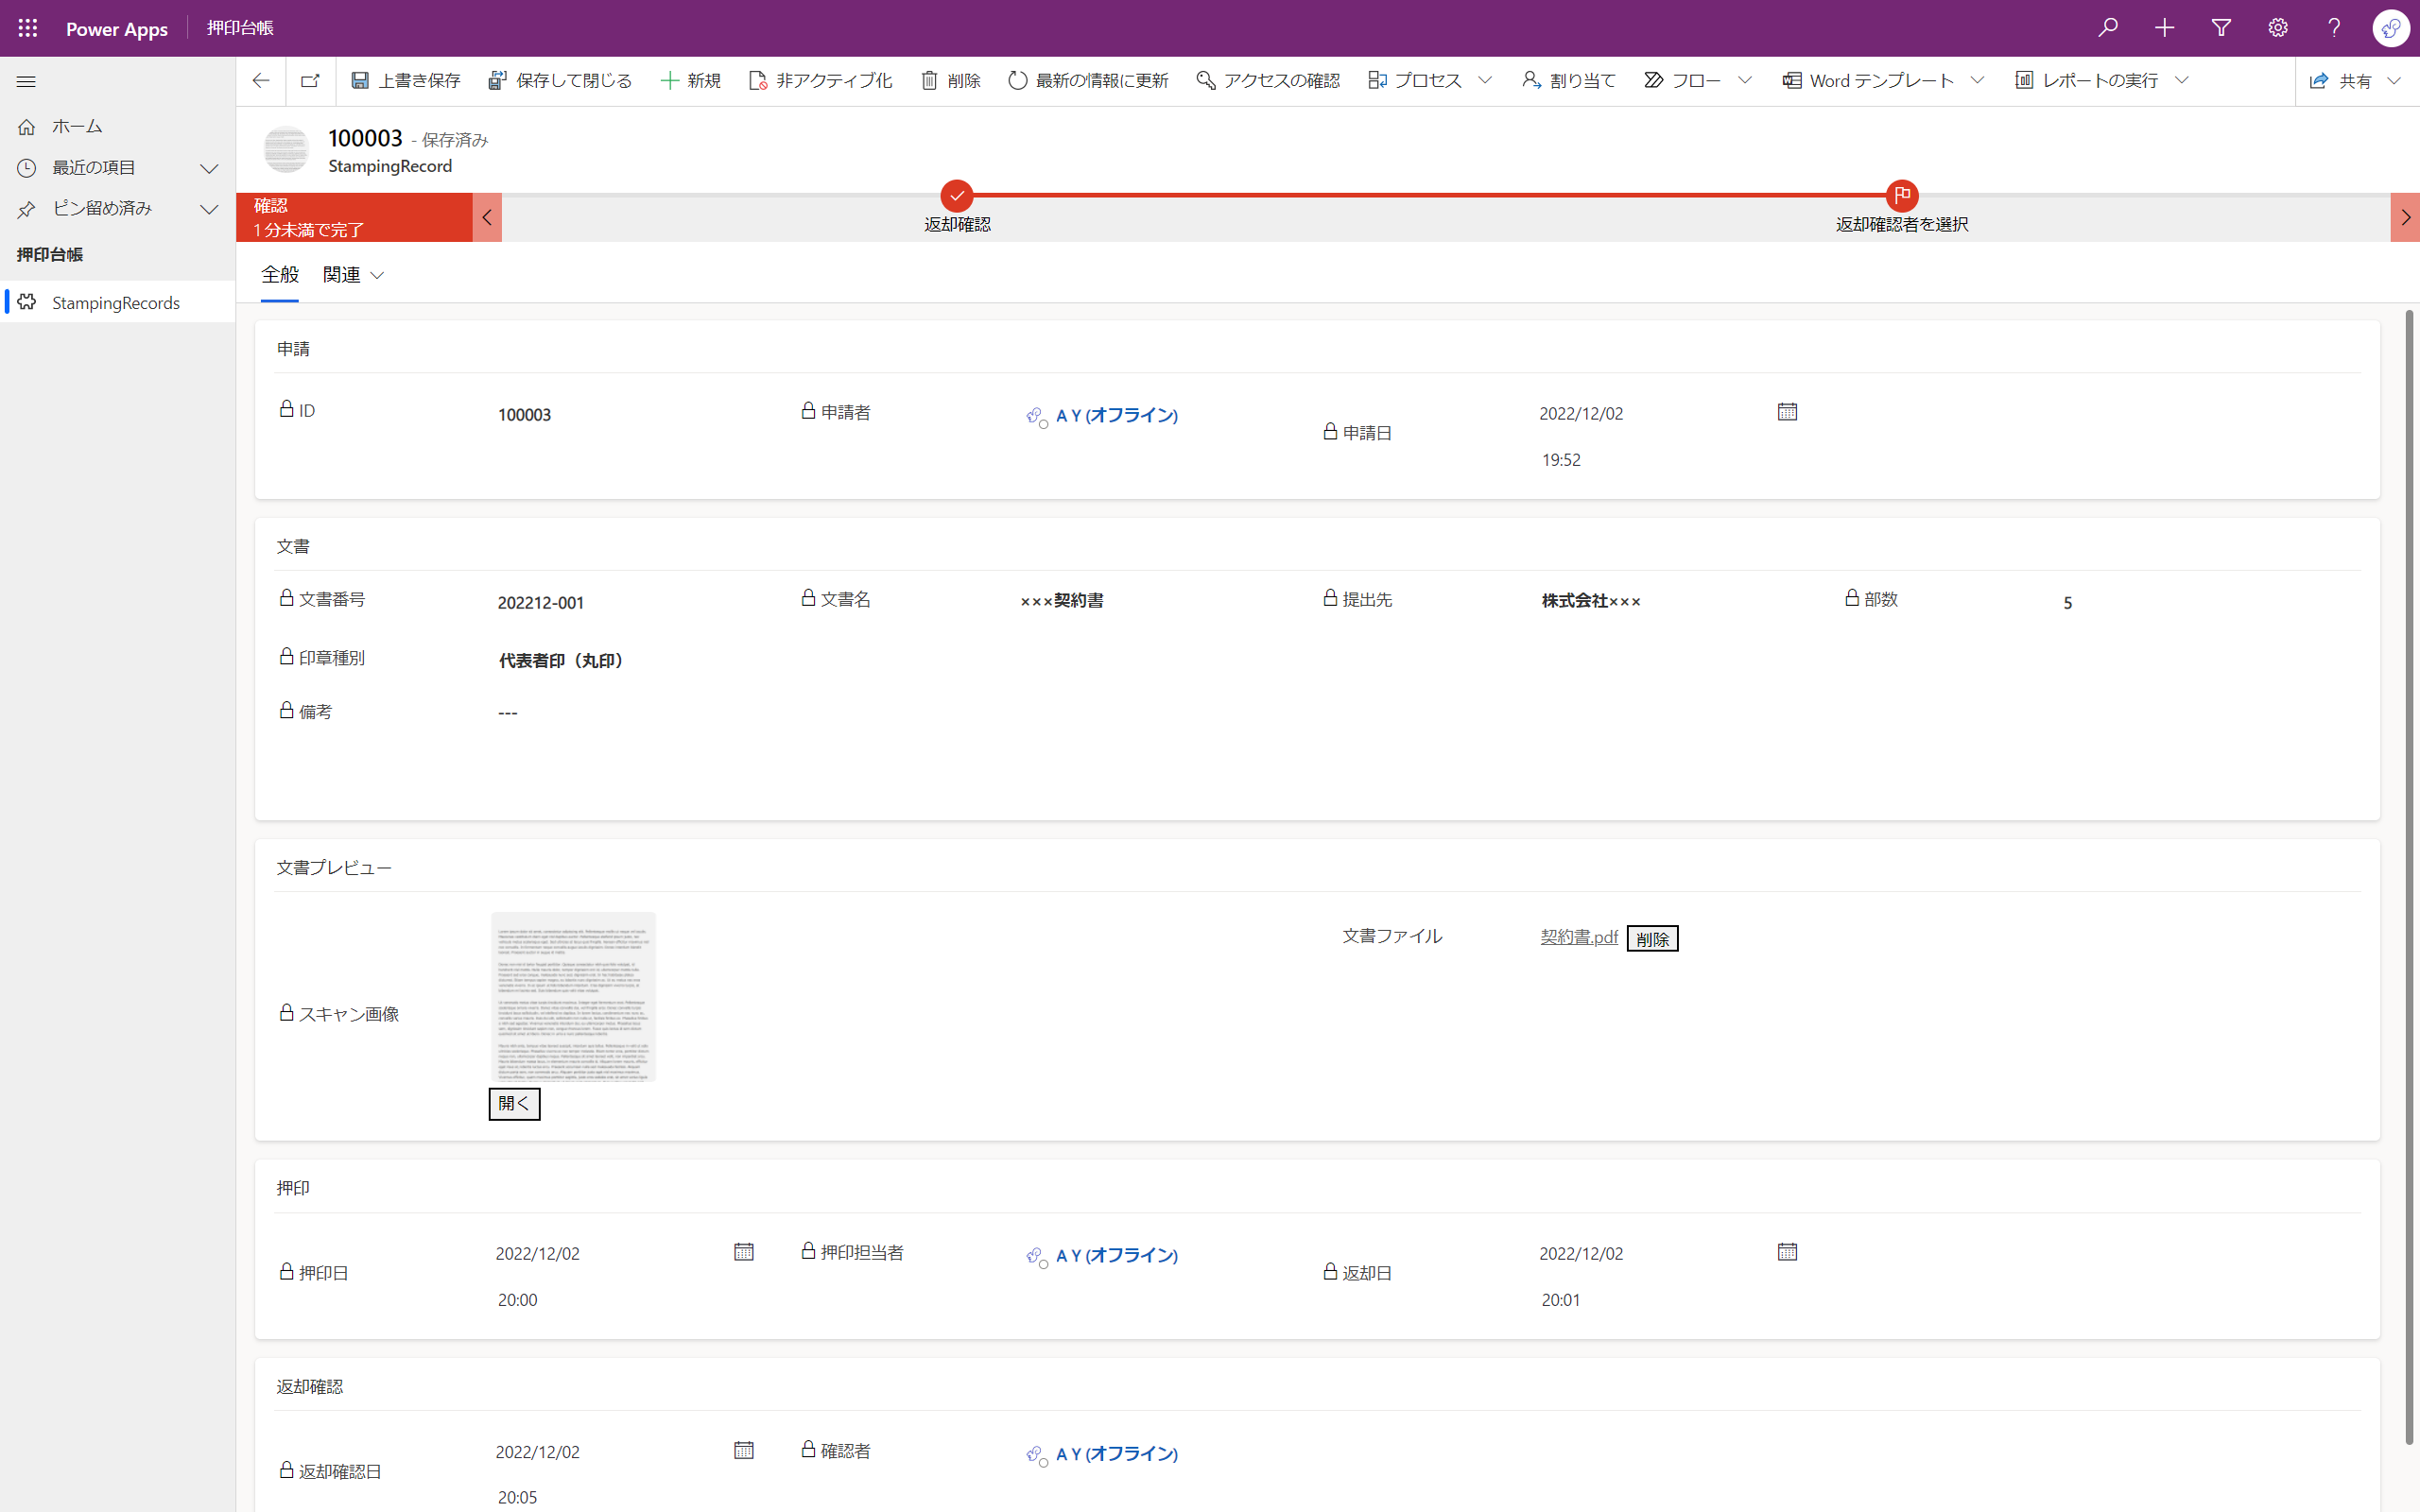 Power Apps 押印台帳
上書き保存 保存して閉じる 新規 非アクティブ化 削除 最新の情報に更新 アクセスの確認 プロセス 割り当て フロー Word テンプレート レポートの実行 共有
ホーム
最近の項目
ピン留め済み
押印台帳
StampingRecords
100003 - 保存済み
StampingRecord
確認
1 分未満で完了
返却確認 返却確認者を選択
全般 関連
申請
ID 100003 申請者 A Y (オフライン) 申請日 2022/12/02
19:52
文書
文書番号 202212-001 文書名 ×××契約書 提出先 株式会社××× 部数 5
印章種別 代表者印（丸印）
備考 ---
文書プレビュー
スキャン画像 文書ファイル 契約書.pdf 削除
開く
押印
押印日 2022/12/02 押印担当者 A Y (オフライン) 返却日 2022/12/02
20:00 20:01
返却確認
返却確認日 2022/12/02 確認者 A Y (オフライン)
20:05